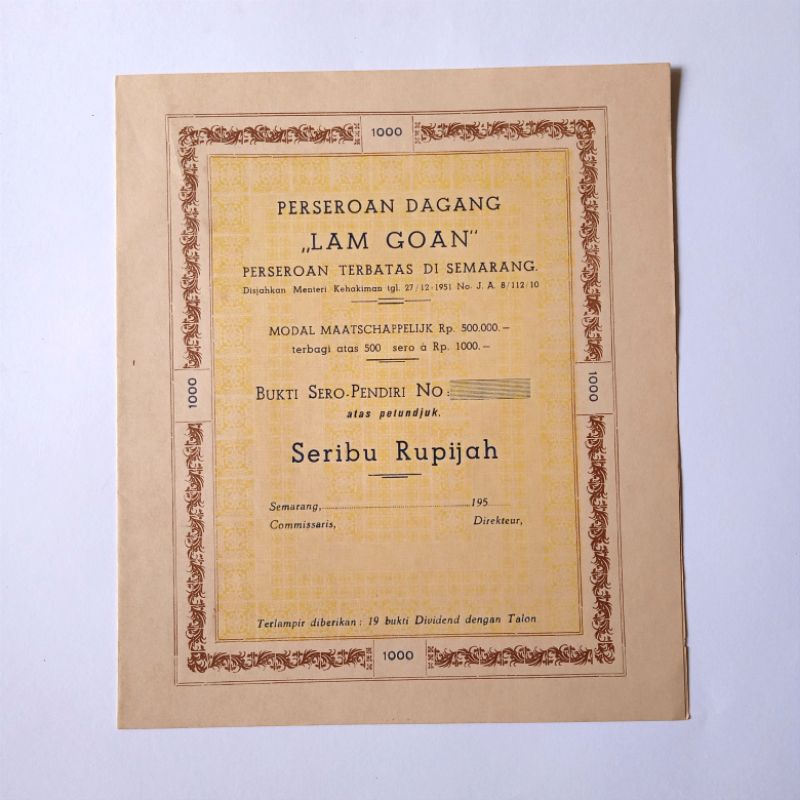 1000
PERSEROAN DAGANG
„LAM GOAN"
PERSEROAN TERBATAS DI SEMARANG.
Disjahkan Menteri Kehakiman tgl. 27/12-1951 No. J. A. 8/112/10
MODAL MAATSCHAPPELIJK Rp. 500.000.—
terbagi atas 500 sero à Rp. 1000.—
1000
1000
BUKTI SERO-PENDIRI NO:
atas petundjuk.
Seribu Rupijah
Semarang,..........195
Commissaris, Direkteur,
Terlampir diberikan : 19 bukti Dividend dengan Talon
1000